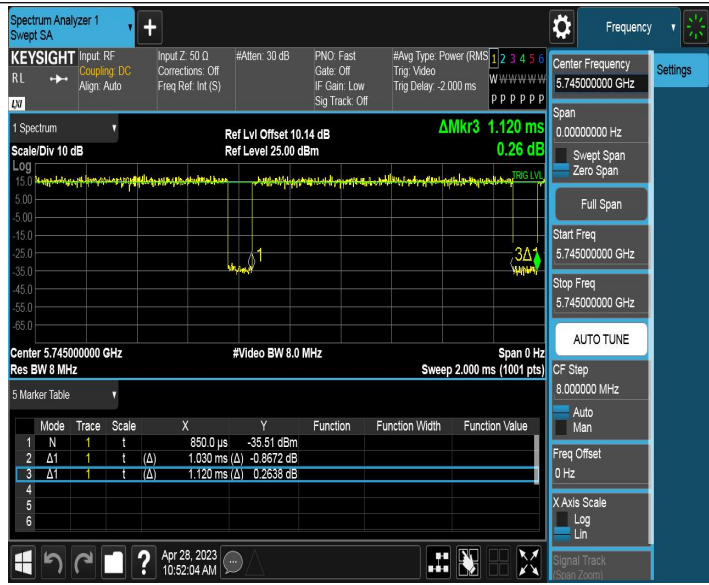 Spectrum Analyzer 1
Swept SA
+
Frequency
KEYSIGHT
Input: RF
Input Z: 50 Ω
#Atten: 30 dB
PNO: Fast
#Avg Type: Power (RMS
1 2 3 4 5 6
RL
Coupling: DC
Corrections: Off
Gate: Off
Trig: Video
W W W W W W
Align: Auto
Freq Ref: Int (S)
IF Gain: Low
Trig Delay: -2.000 ms
LXI
Sig Track: Off
P P P P P P
1 Spectrum
Ref Lvl Offset 10.14 dB
ΔMkr3 1.120 ms
Scale/Div 10 dB
Ref Level 25.00 dBm
0.26 dB
Log
TRIG LVL
15.0
5.00
-5.00
-15.0
-25.0
-35.0
-45.0
-55.0
-65.0
1
3Δ1
Center 5.745000000 GHz
#Video BW 8.0 MHz
Span 0 Hz
Res BW 8 MHz
Sweep 2.000 ms (1001 pts)
5 Marker Table
Mode Trace Scale X Y Function Function Width Function Value
1 N 1 t 850.0 µs -35.51 dBm
2 Δ1 1 t (Δ) 1.030 ms (Δ) -0.8672 dB
3 Δ1 1 t (Δ) 1.120 ms (Δ) 0.2638 dB
4
5
6
?
Apr 28, 2023
10:52:04 AM
Center Frequency
5.745000000 GHz
Settings
Span
0.00000000 Hz
Swept Span
Zero Span
Full Span
Start Freq
5.745000000 GHz
Stop Freq
5.745000000 GHz
AUTO TUNE
CF Step
8.000000 MHz
Auto
Man
Freq Offset
0 Hz
X Axis Scale
Log
Lin
Signal Track
(Span Zoom)